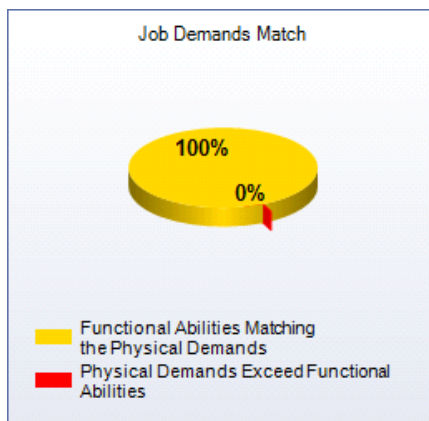 Job Demands Match
100%
0%
Functional Abilities Matching
the Physical Demands
Physical Demands Exceed Functional
Abilities